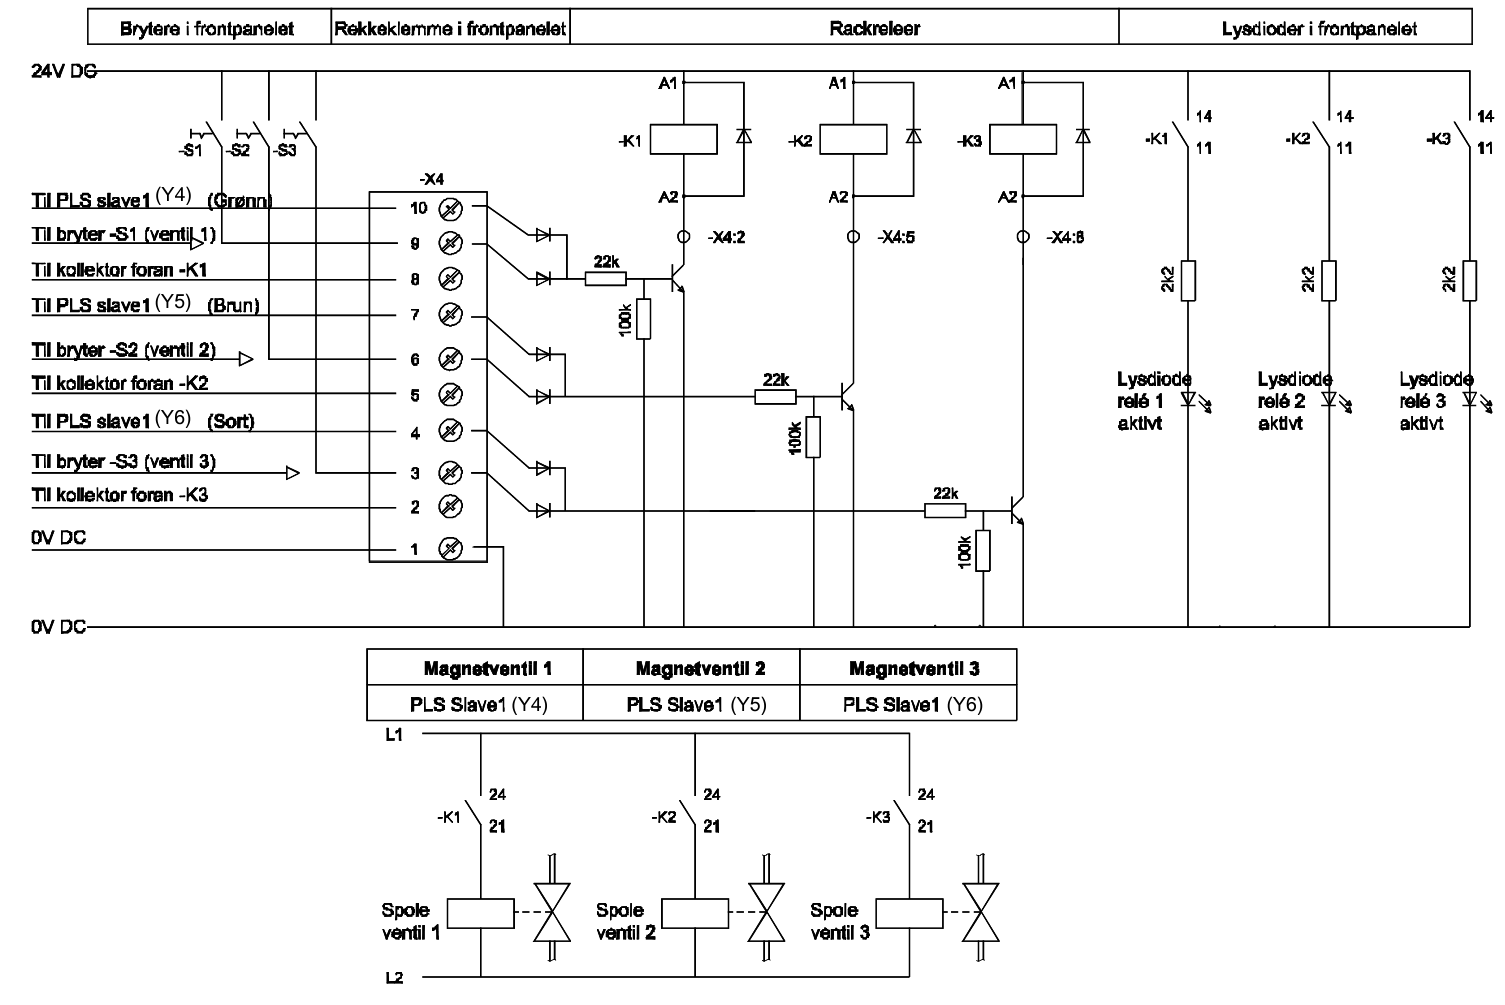 Brytere i frontpanelet Rekkeklemme i frontpanelet Rackreleer Lysdioder i frontpanelet
24V DC
A1 A1 A1
14 14 14
-S1 -S2 -S3
-K1 -K2 -K3
-K1 -K2 -K3
11 11 11
-X4
A2 A2 A2
Til PLS slave1 (Y4) (Grønn)
10
Til bryter -S1 (ventil 1)
9
-X4:2 -X4:5 -X4:8
Til kollektor foran -K1
8
22k
100k
2k2 2k2 2k2
Til PLS slave1 (Y5) (Brun)
7
Til bryter -S2 (ventil 2)
6
Til kollektor foran -K2
5
22k
100k
Lysdiode
relé 1
aktivt
Lysdiode
relé 2
aktivt
Lysdiode
relé 3
aktivt
Til PLS slave1 (Y6) (Sort)
4
Til bryter -S3 (ventil 3)
3
Til kollektor foran -K3
2
22k
100k
0V DC
1
0V DC
Magnetventil 1 Magnetventil 2 Magnetventil 3
PLS Slave1 (Y4) PLS Slave1 (Y5) PLS Slave1 (Y6)
L1
24 24 24
-K1 -K2 -K3
21 21 21
Spole
ventil 1
Spole
ventil 2
Spole
ventil 3
L2